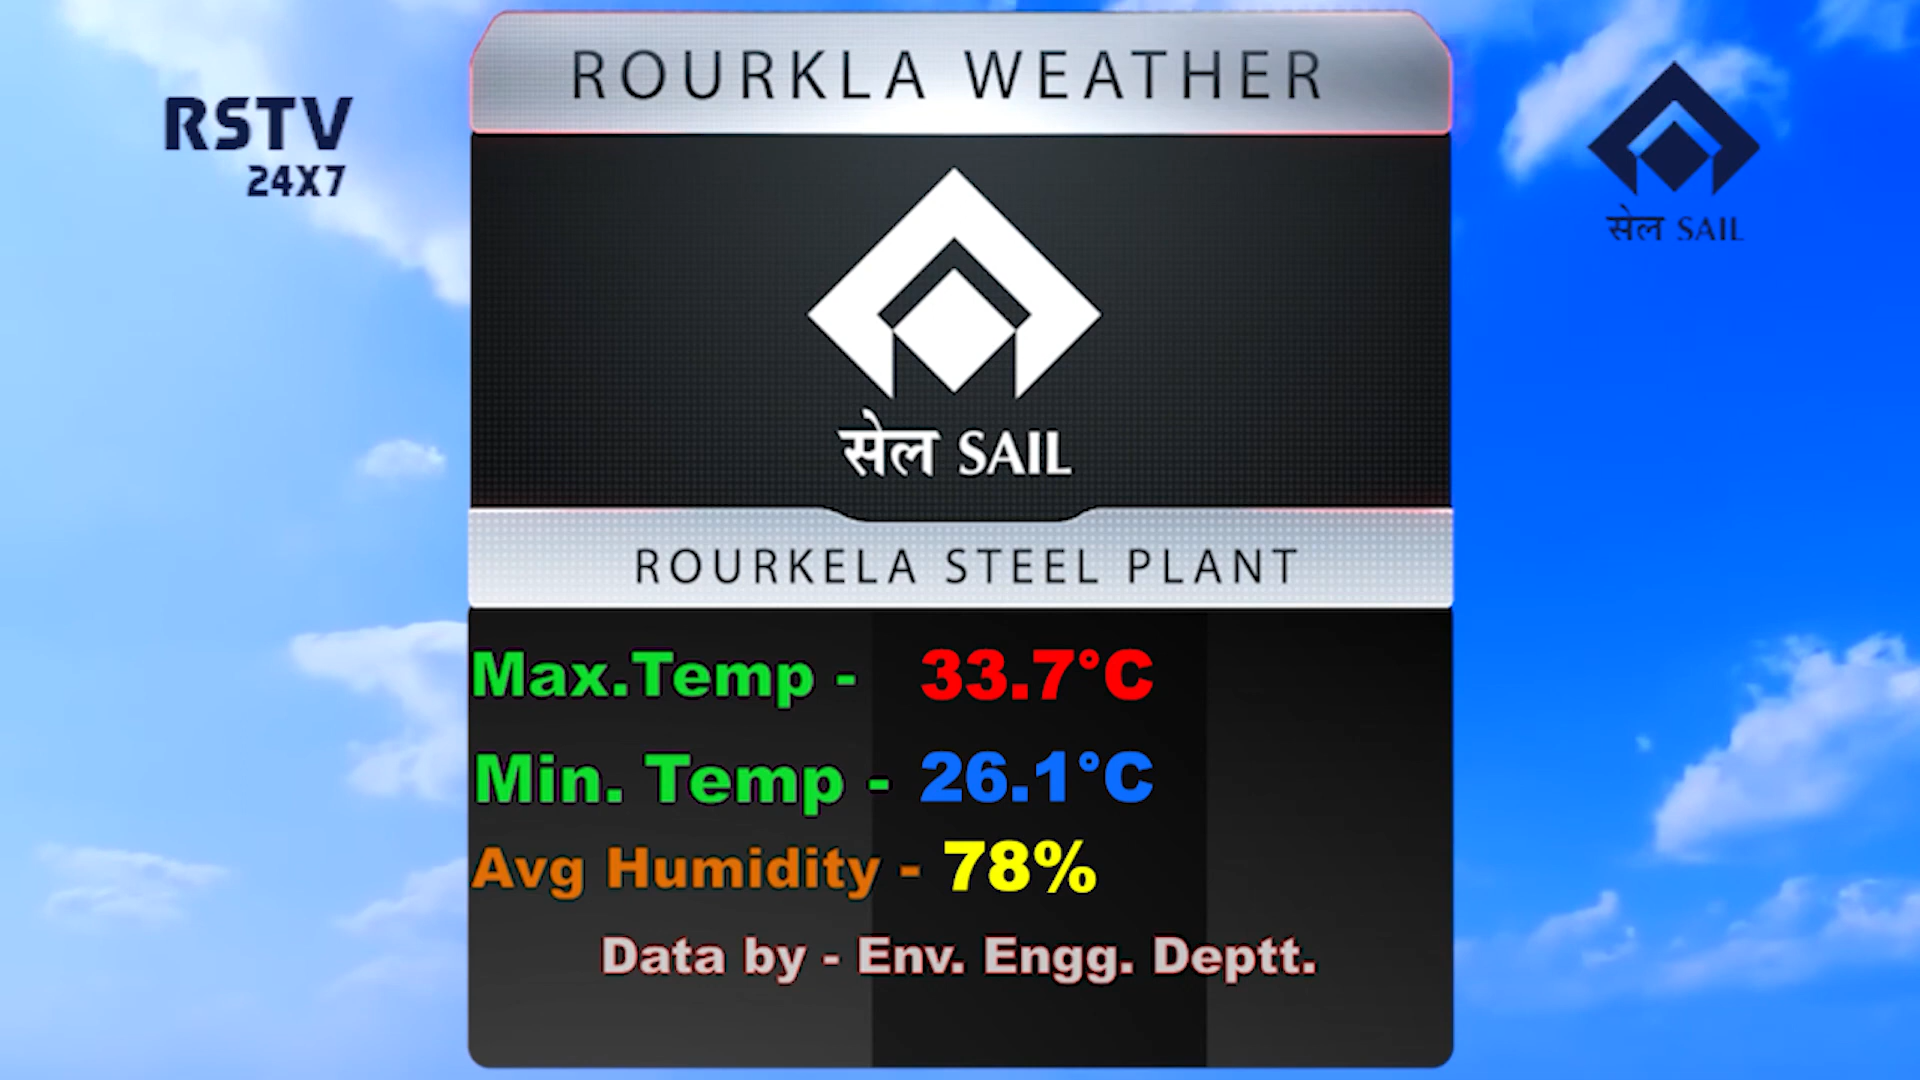 ROURKLA WEATHER
RSTV
24X7
सेल SAIL
सेल SAIL
ROURKELA STEEL PLANT
Max.Temp - 33.7°C
Min. Temp - 26.1°C
Avg Humidity - 78%
Data by - Env. Engg. Deptt.